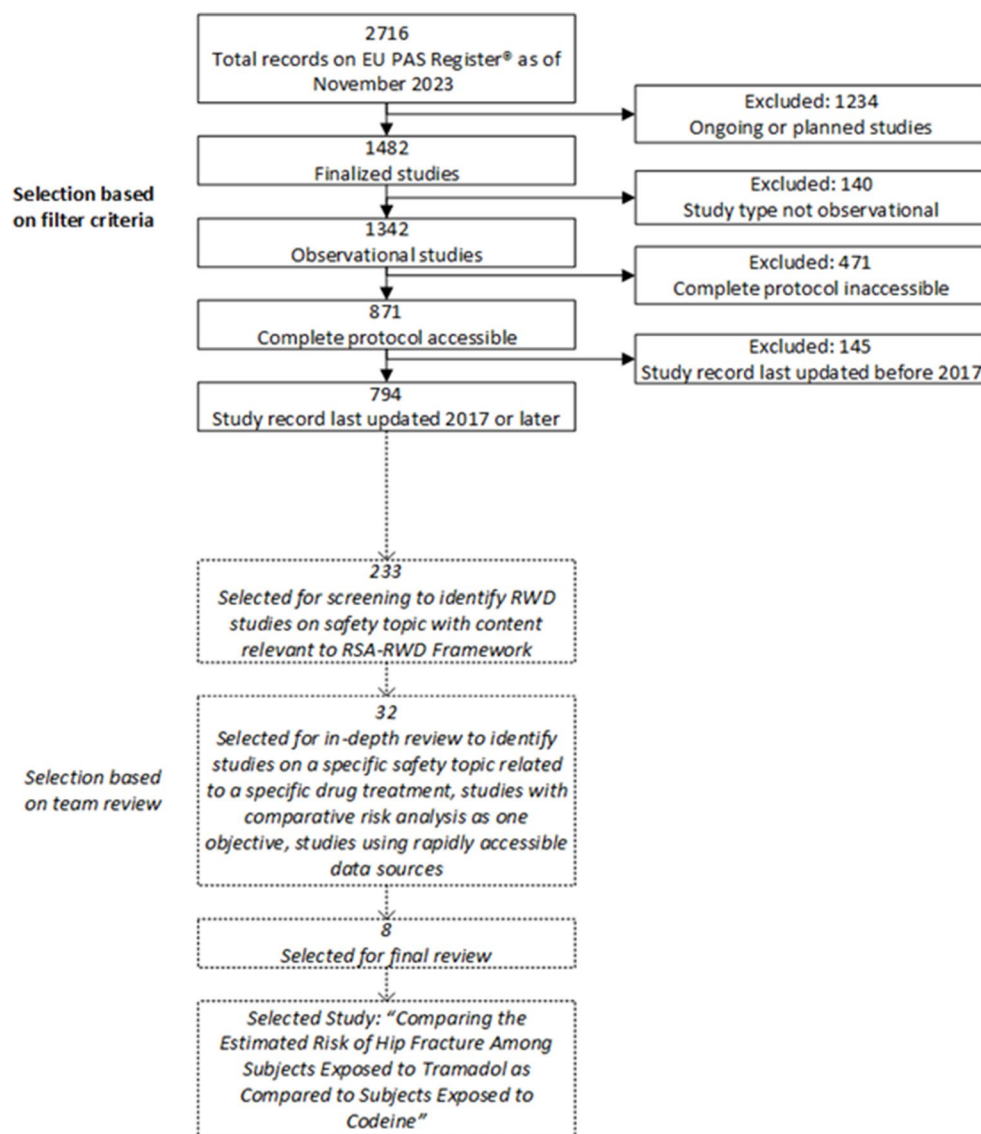 2716
Total records on EU PAS Register® as of
November 2023
Excluded: 1234
Ongoing or planned studies
1482
Finalized studies
Selection based
on filter criteria
Excluded: 140
Study type not observational
1342
Observational studies
Excluded: 471
Complete protocol inaccessible
871
Complete protocol accessible
Excluded: 145
Study record last updated before 2017
794
Study record last updated 2017 or later
233
Selected for screening to identify RWD
studies on safety topic with content
relevant to RSA-RWD Framework
32
Selected for in-depth review to identify
studies on a specific safety topic related
to a specific drug treatment, studies with
comparative risk analysis as one
objective, studies using rapidly accessible
data sources
Selection based
on team review
8
Selected for final review
Selected Study: “Comparing the
Estimated Risk of Hip Fracture Among
Subjects Exposed to Tramadol as
Compared to Subjects Exposed to
Codeine”